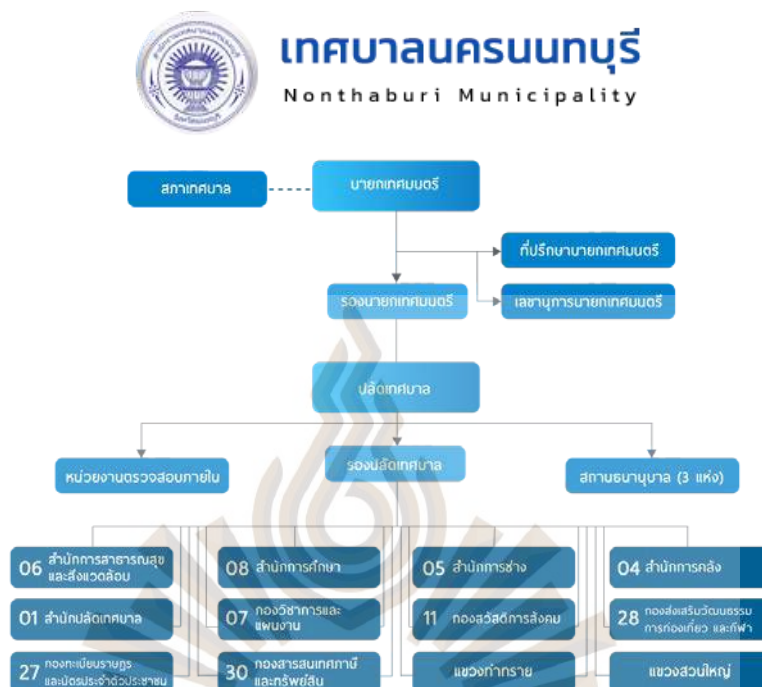 เทศบาลนครนนทบุรี
Nonthaburi Municipality
สภาเทศบาล
นายกเทศมนตรี
ที่ปรึกษานายกเทศมนตรี
รองนายกเทศมนตรี
เลขานุการนายกเทศมนตรี
ปลัดเทศบาล
หน่วยงานตรวจสอบภายใน
รองปลัดเทศบาล
สถานธนานุบาล (3 แห่ง)
06 สำนักการสาธารณสุข
และสิ่งแวดล้อม
08 สำนักการศึกษา
05 สำนักการช่าง
04 สำนักการคลัง
01 สำนักปลัดเทศบาล
07 กองวิชาการและ
แผนงาน
11 กองสวัสดิการสังคม
28 กองส่งเสริมวัฒนธรรม
การท่องเที่ยว และกีฬา
27 กองทะเบียนราษฎร
และบัตรประจำตัวประชาชน
30 กองสารสนเทศภาษี
และทรัพย์สิน
แขวงท่าทราย
แขวงสวนใหญ่